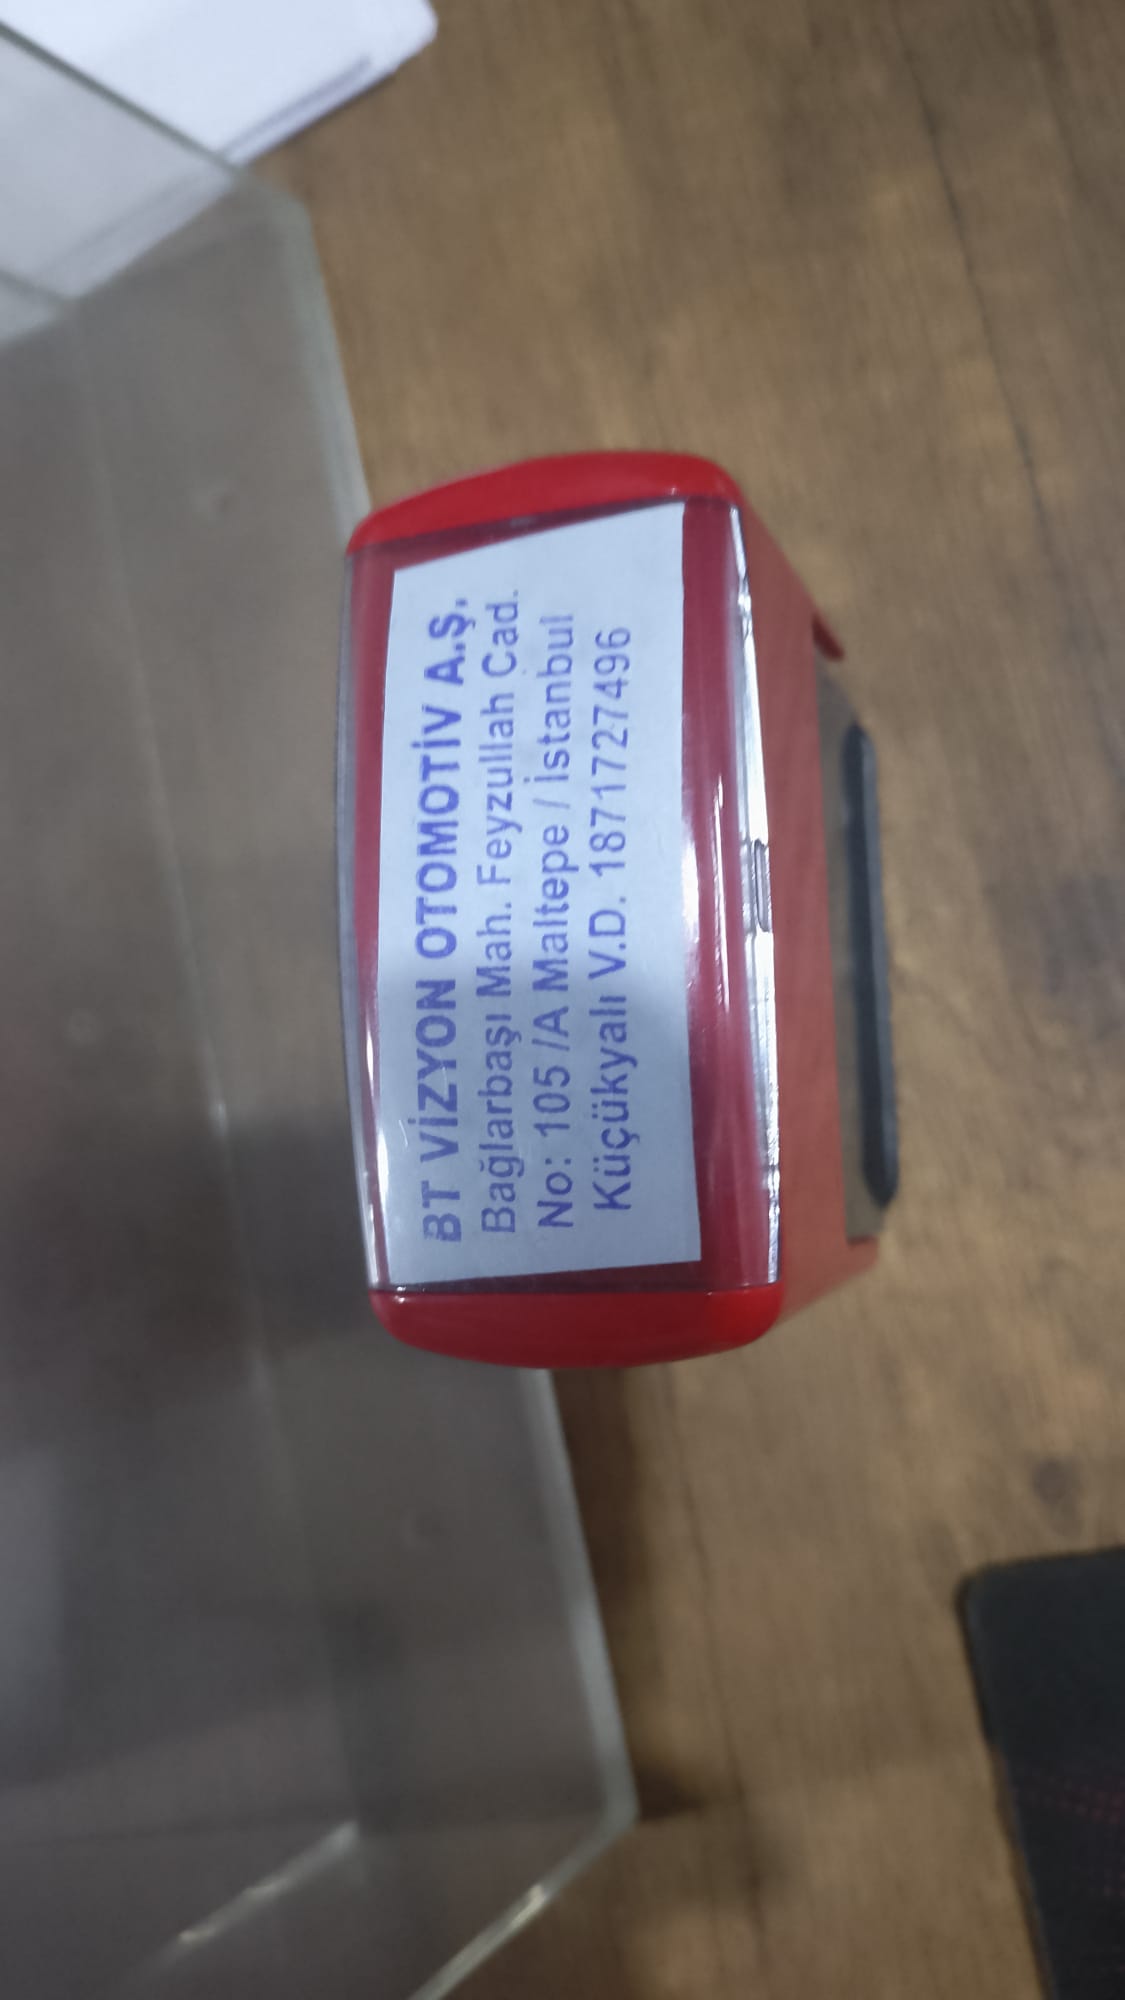 BT VİZYON OTOMOTİV A.Ş.
Bağlarbaşı Mah. Feyzullah Cad.
No: 105 /A Maltepe / İstanbul
Küçükyalı V.D. 1871727496